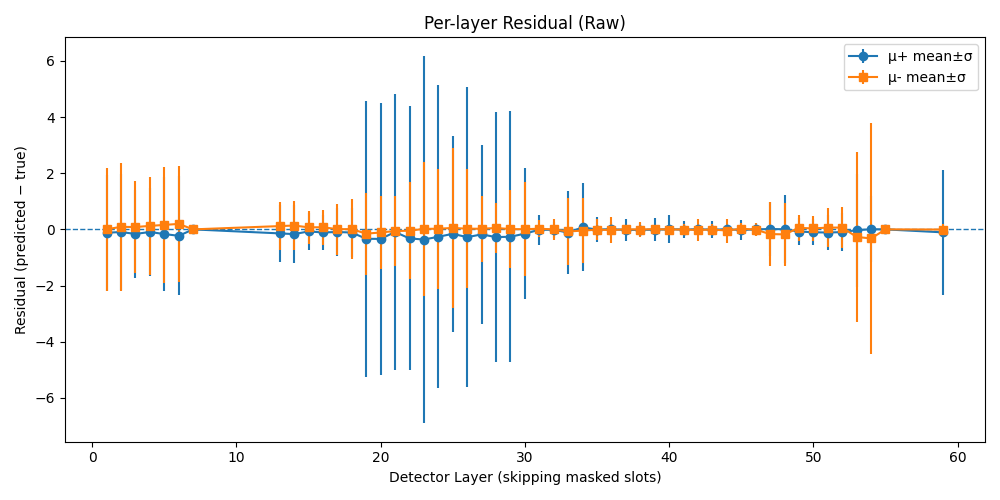 Per-layer Residual (Raw)
μ+ mean±σ
μ- mean±σ
Residual (predicted − true)
6
4
2
0
−2
−4
−6
0 10 20 30 40 50 60
Detector Layer (skipping masked slots)